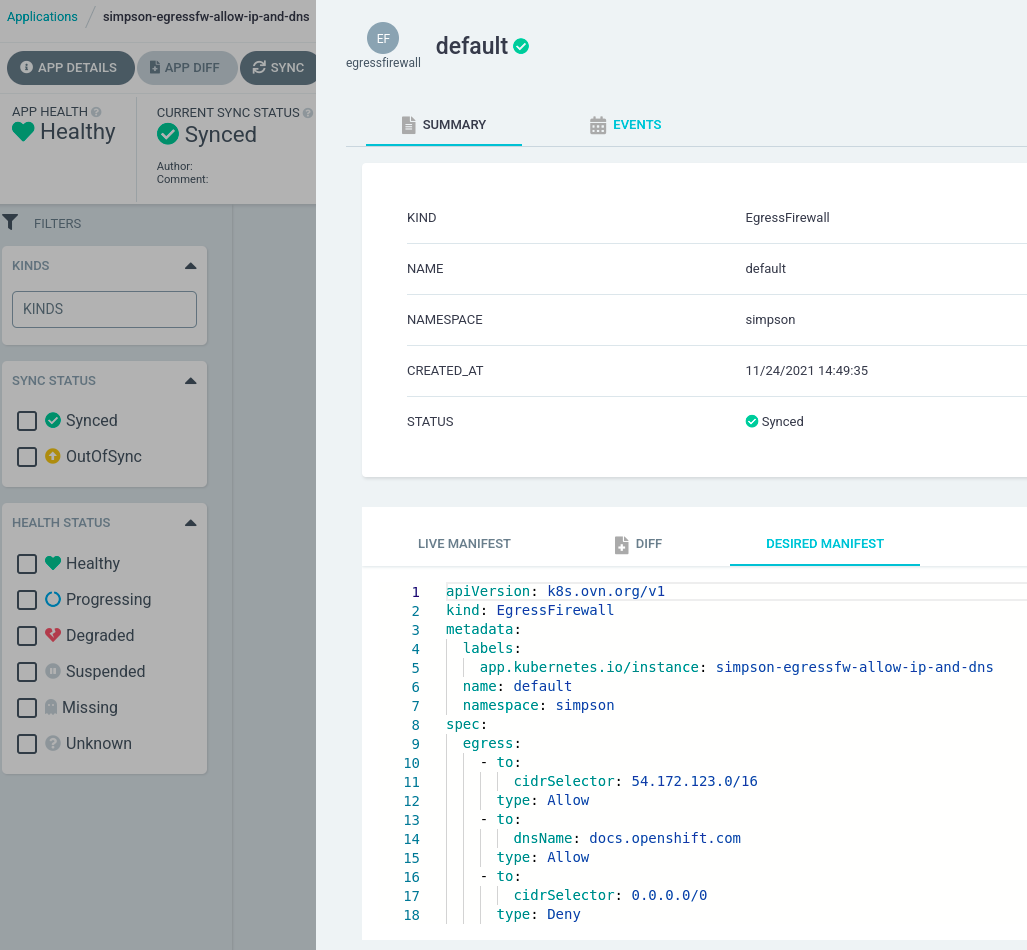 Applications / simpson-egressfw-allow-ip-and-dns
APP DETAILS APP DIFF SYNC
APP HEALTH
Healthy
CURRENT SYNC STATUS
Synced
Author:
Comment:
FILTERS
KINDS
KINDS
SYNC STATUS
Synced
OutOfSync
HEALTH STATUS
Healthy
Progressing
Degraded
Suspended
Missing
Unknown
EF
egressfirewall
default
SUMMARY EVENTS
KIND EgressFirewall
NAME default
NAMESPACE simpson
CREATED_AT 11/24/2021 14:49:35
STATUS Synced
LIVE MANIFEST DIFF DESIRED MANIFEST
1 apiVersion: k8s.ovn.org/v1
2 kind: EgressFirewall
3 metadata:
4   labels:
5     app.kubernetes.io/instance: simpson-egressfw-allow-ip-and-dns
6   name: default
7   namespace: simpson
8 spec:
9   egress:
10     - to:
11         cidrSelector: 54.172.123.0/16
12       type: Allow
13     - to:
14         dnsName: docs.openshift.com
15       type: Allow
16     - to:
17         cidrSelector: 0.0.0.0/0
18       type: Deny